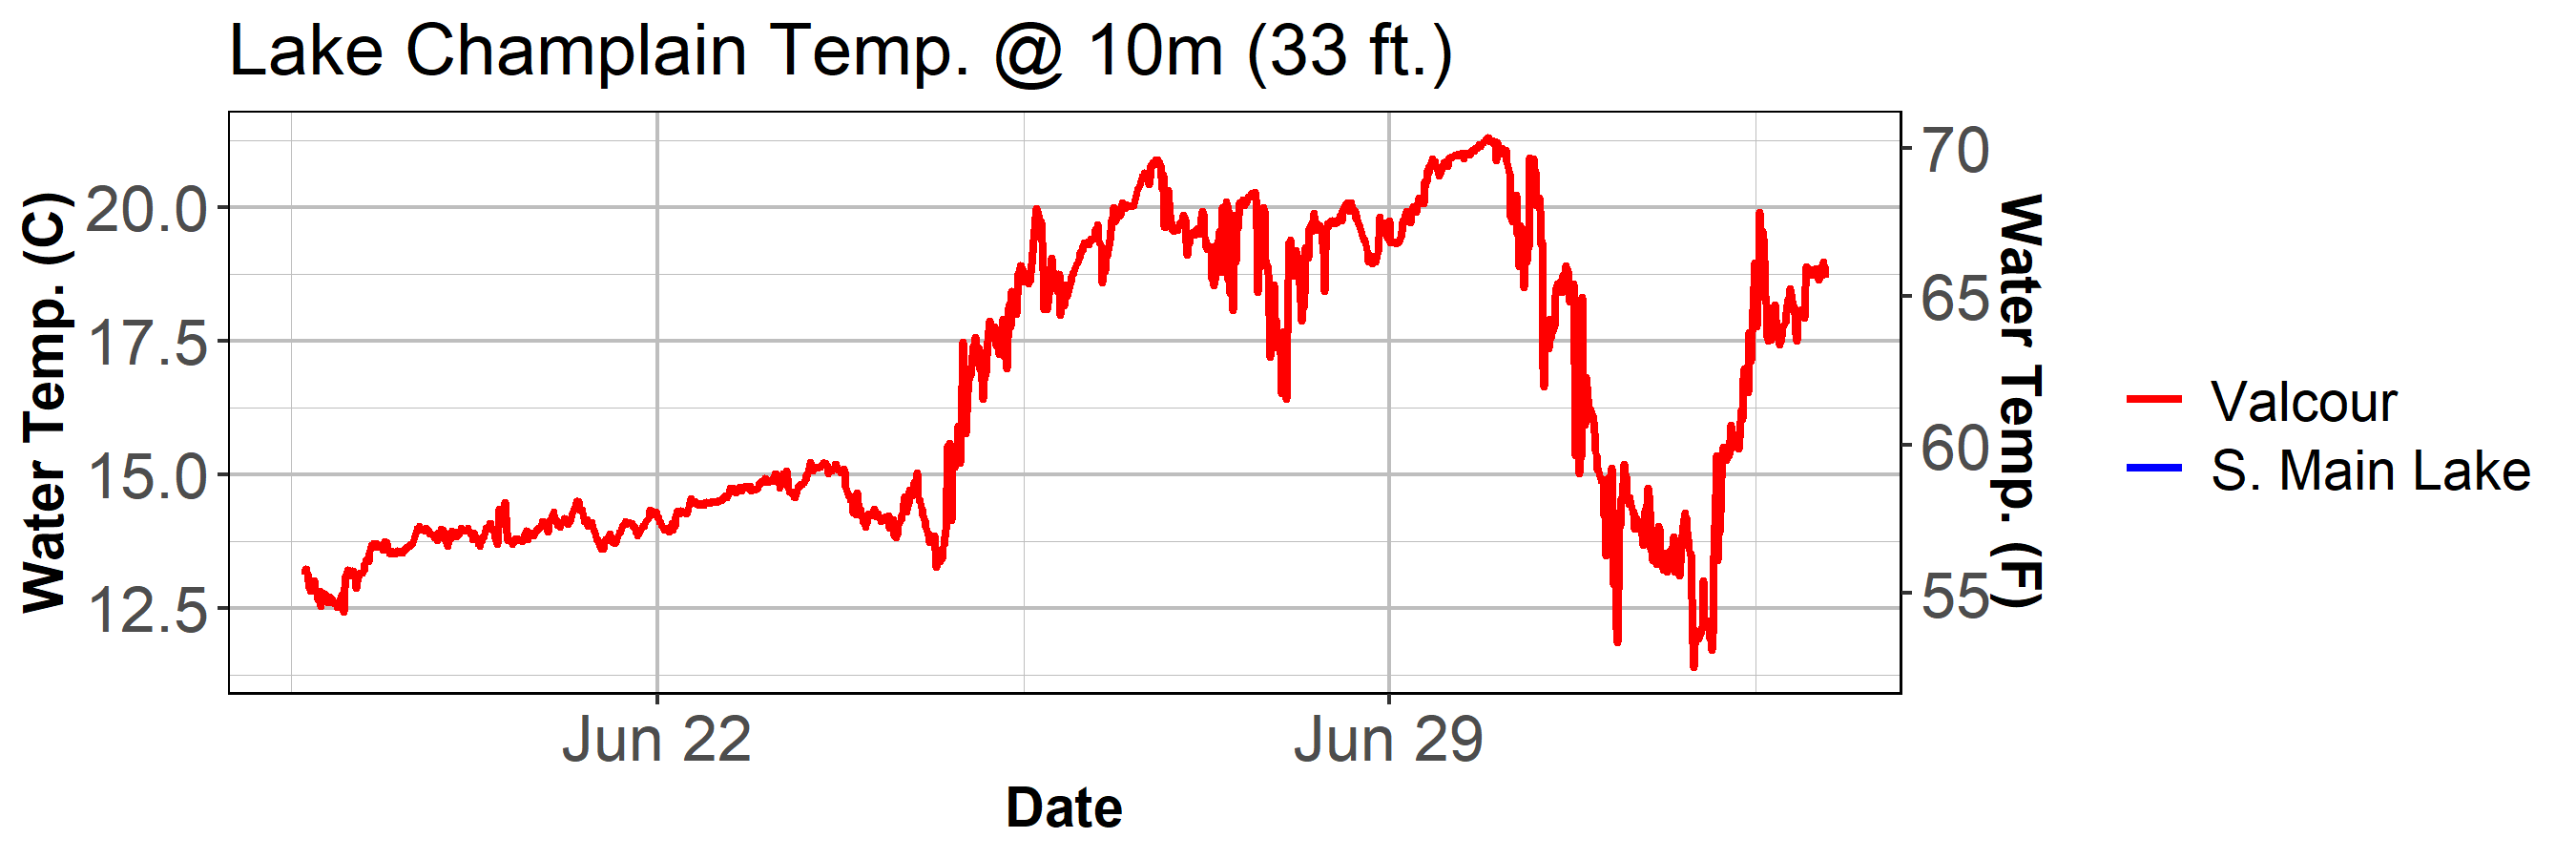 Lake Champlain Temp. @ 10m (33 ft.)
Water Temp. (C)
20.0
17.5
15.0
12.5
70
65
60
55
Water Temp. (F)
Jun 22
Jun 29
Date
Valcour
S. Main Lake